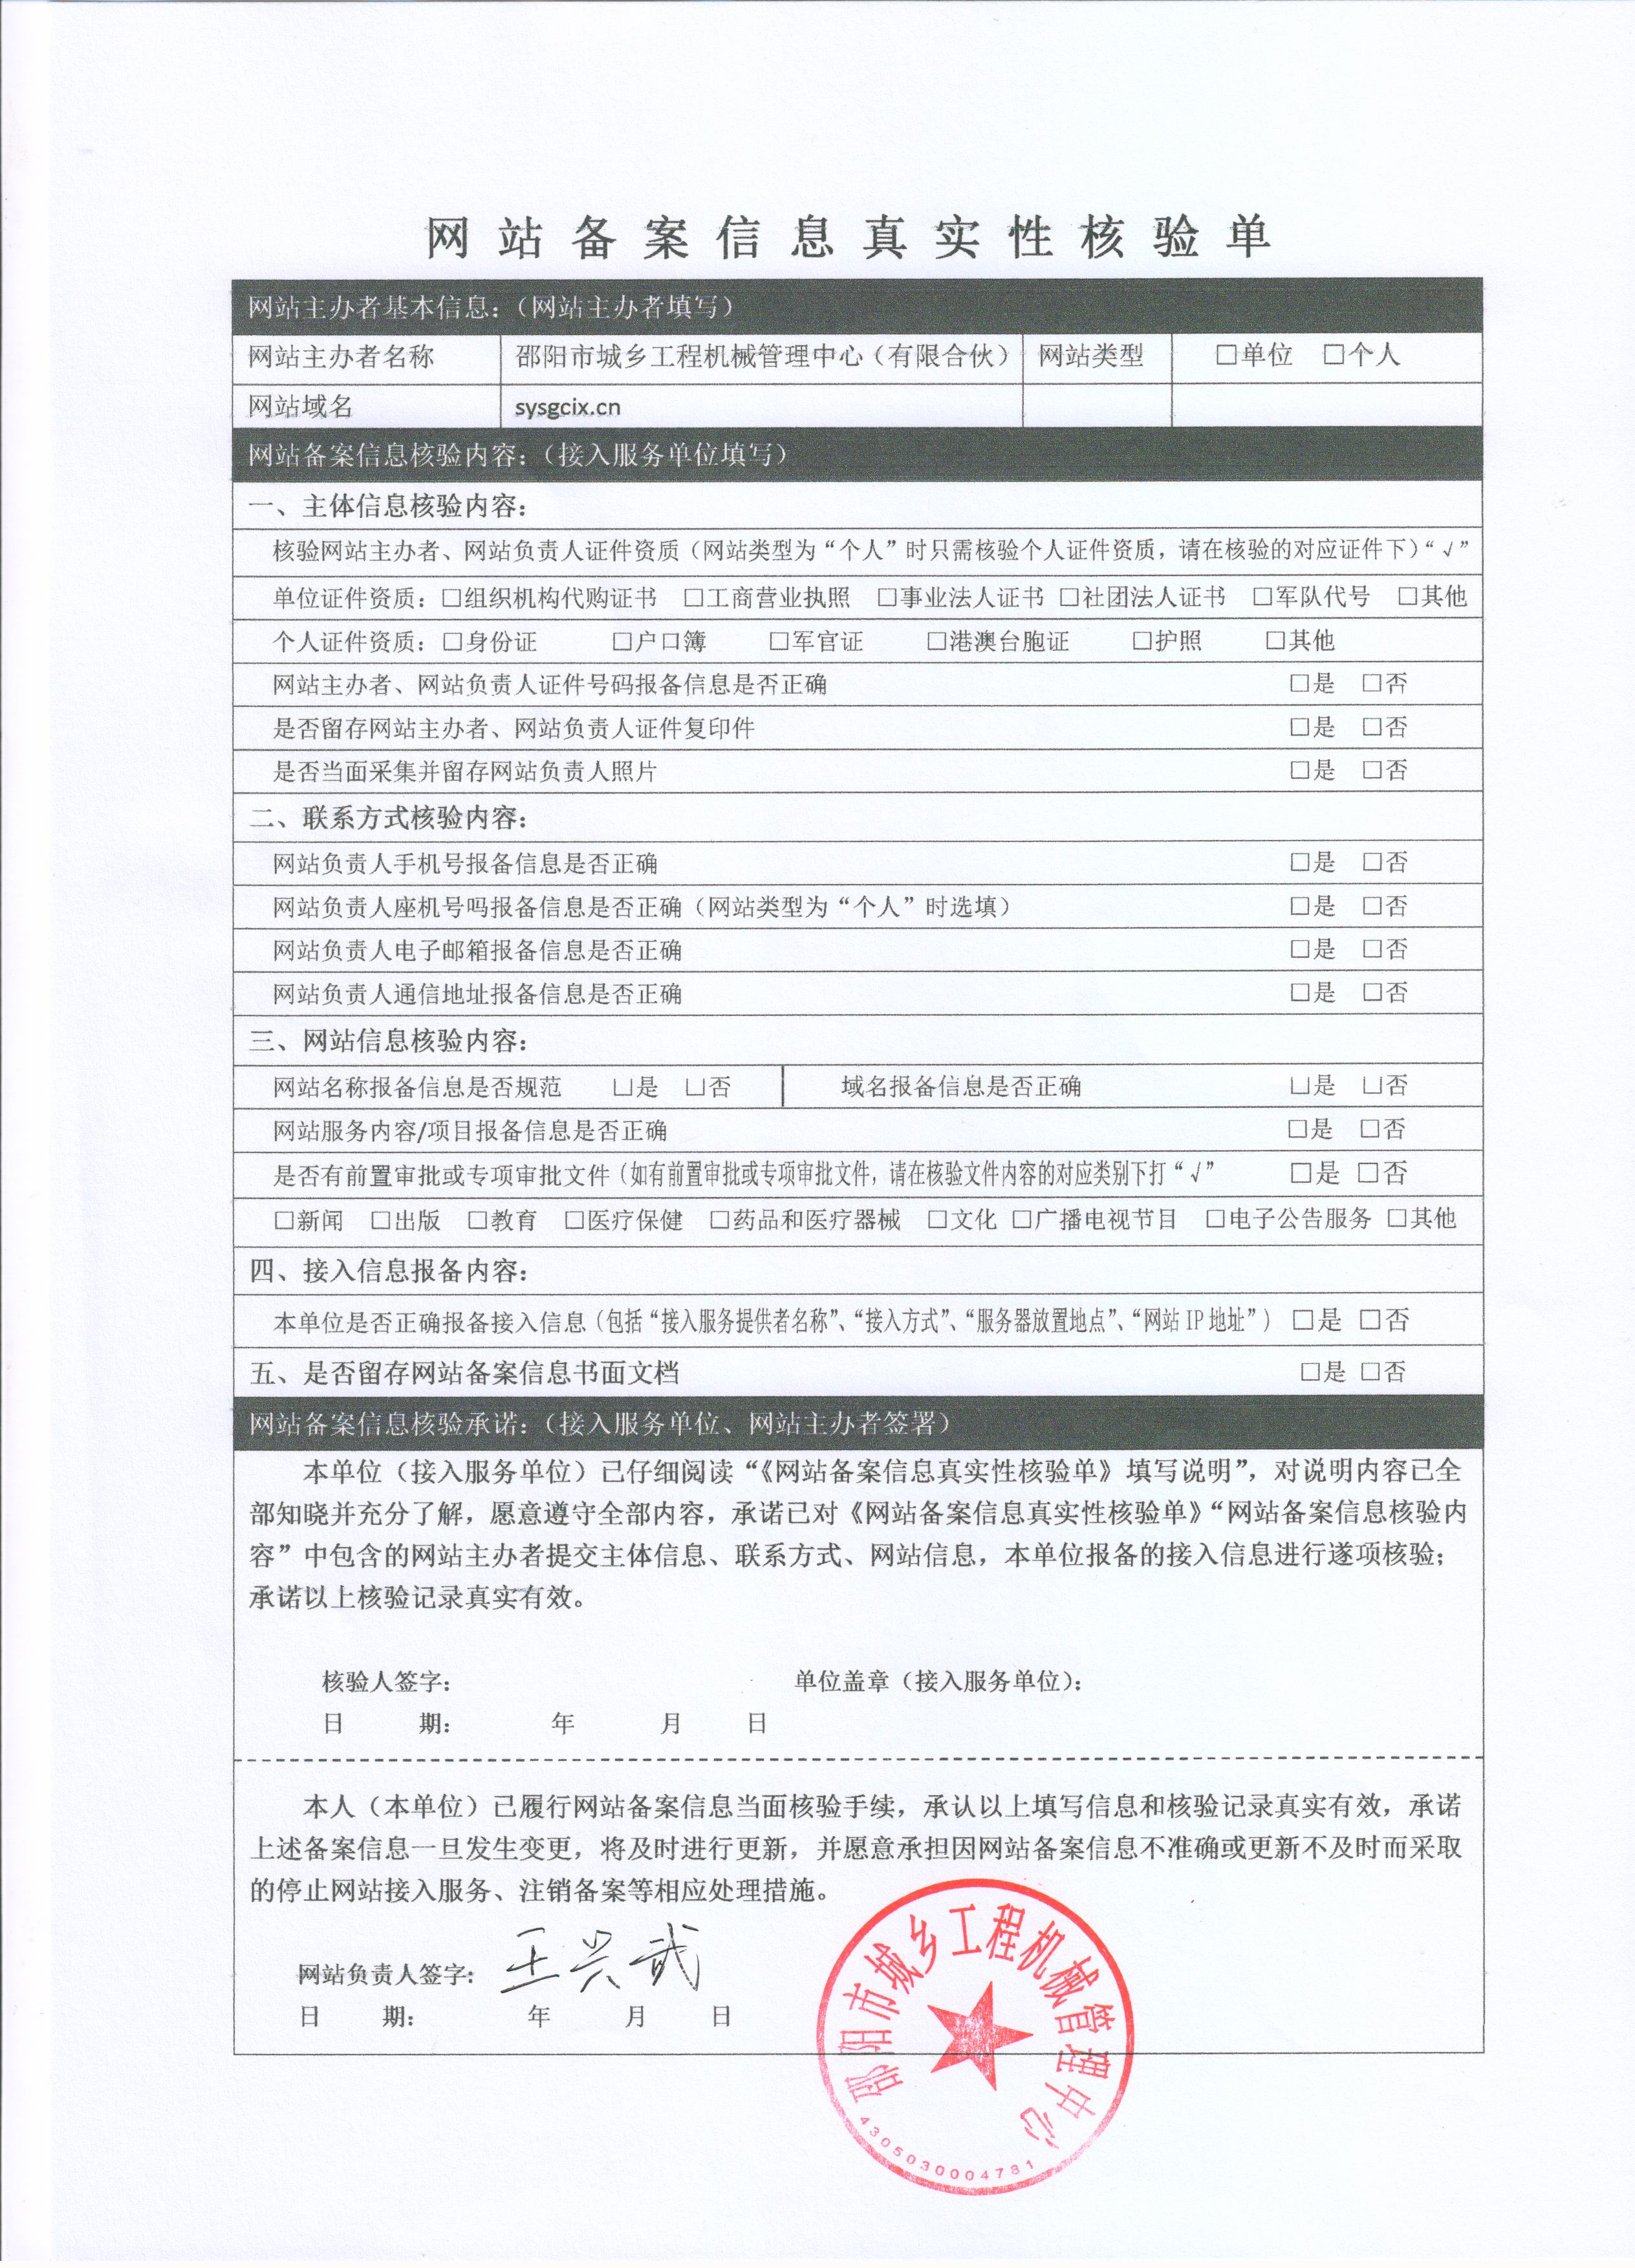 网站备案信息真实性核验单
网站主办者基本信息：（网站主办者填写）
网站主办者名称 邵阳市城乡工程机械管理中心（有限合伙） 网站类型 □单位 □个人
网站域名 sysgcix.cn
网站备案信息核验内容：（接入服务单位填写）
一、主体信息核验内容：
核验网站主办者、网站负责人证件资质（网站类型为“个人”时只需核验个人证件资质，请在核验的对应证件下）“√”
单位证件资质：□组织机构代购证书 □工商营业执照 □事业法人证书 □社团法人证书 □军队代号 □其他
个人证件资质：□身份证 □户口簿 □军官证 □港澳台胞证 □护照 □其他
网站主办者、网站负责人证件号码报备信息是否正确 □是 □否
是否留存网站主办者、网站负责人证件复印件 □是 □否
是否当面采集并留存网站负责人照片 □是 □否
二、联系方式核验内容：
网站负责人手机号报备信息是否正确 □是 □否
网站负责人座机号吗报备信息是否正确（网站类型为“个人”时选填） □是 □否
网站负责人电子邮箱报备信息是否正确 □是 □否
网站负责人通信地址报备信息是否正确 □是 □否
三、网站信息核验内容：
网站名称报备信息是否规范 □是 □否 域名报备信息是否正确 □是 □否
网站服务内容/项目报备信息是否正确 □是 □否
是否有前置审批或专项审批文件（如有前置审批或专项审批文件，请在核验文件内容的对应类别下打“√” □是 □否
□新闻 □出版 □教育 □医疗保健 □药品和医疗器械 □文化 □广播电视节目 □电子公告服务 □其他
四、接入信息报备内容：
本单位是否正确报备接入信息（包括“接入服务提供者名称”、“接入方式”、“服务器放置地点”、“网站 IP 地址”） □是 □否
五、是否留存网站备案信息书面文档 □是 □否
网站备案信息核验承诺：（接入服务单位、网站主办者签署）
本单位（接入服务单位）已仔细阅读“《网站备案信息真实性核验单》填写说明”，对说明内容已全
部知晓并充分了解，愿意遵守全部内容，承诺已对《网站备案信息真实性核验单》“网站备案信息核验内
容”中包含的网站主办者提交主体信息、联系方式、网站信息，本单位报备的接入信息进行遂项核验；
承诺以上核验记录真实有效。
核验人签字： 单位盖章（接入服务单位）：
日 期： 年 月 日
本人（本单位）已履行网站备案信息当面核验手续，承认以上填写信息和核验记录真实有效，承诺
上述备案信息一旦发生变更，将及时进行更新，并愿意承担因网站备案信息不准确或更新不及时而采取
的停止网站接入服务、注销备案等相应处理措施。
网站负责人签字：王兴武
日 期： 年 月 日
邵阳市城乡工程机械管理中心
4305030004781